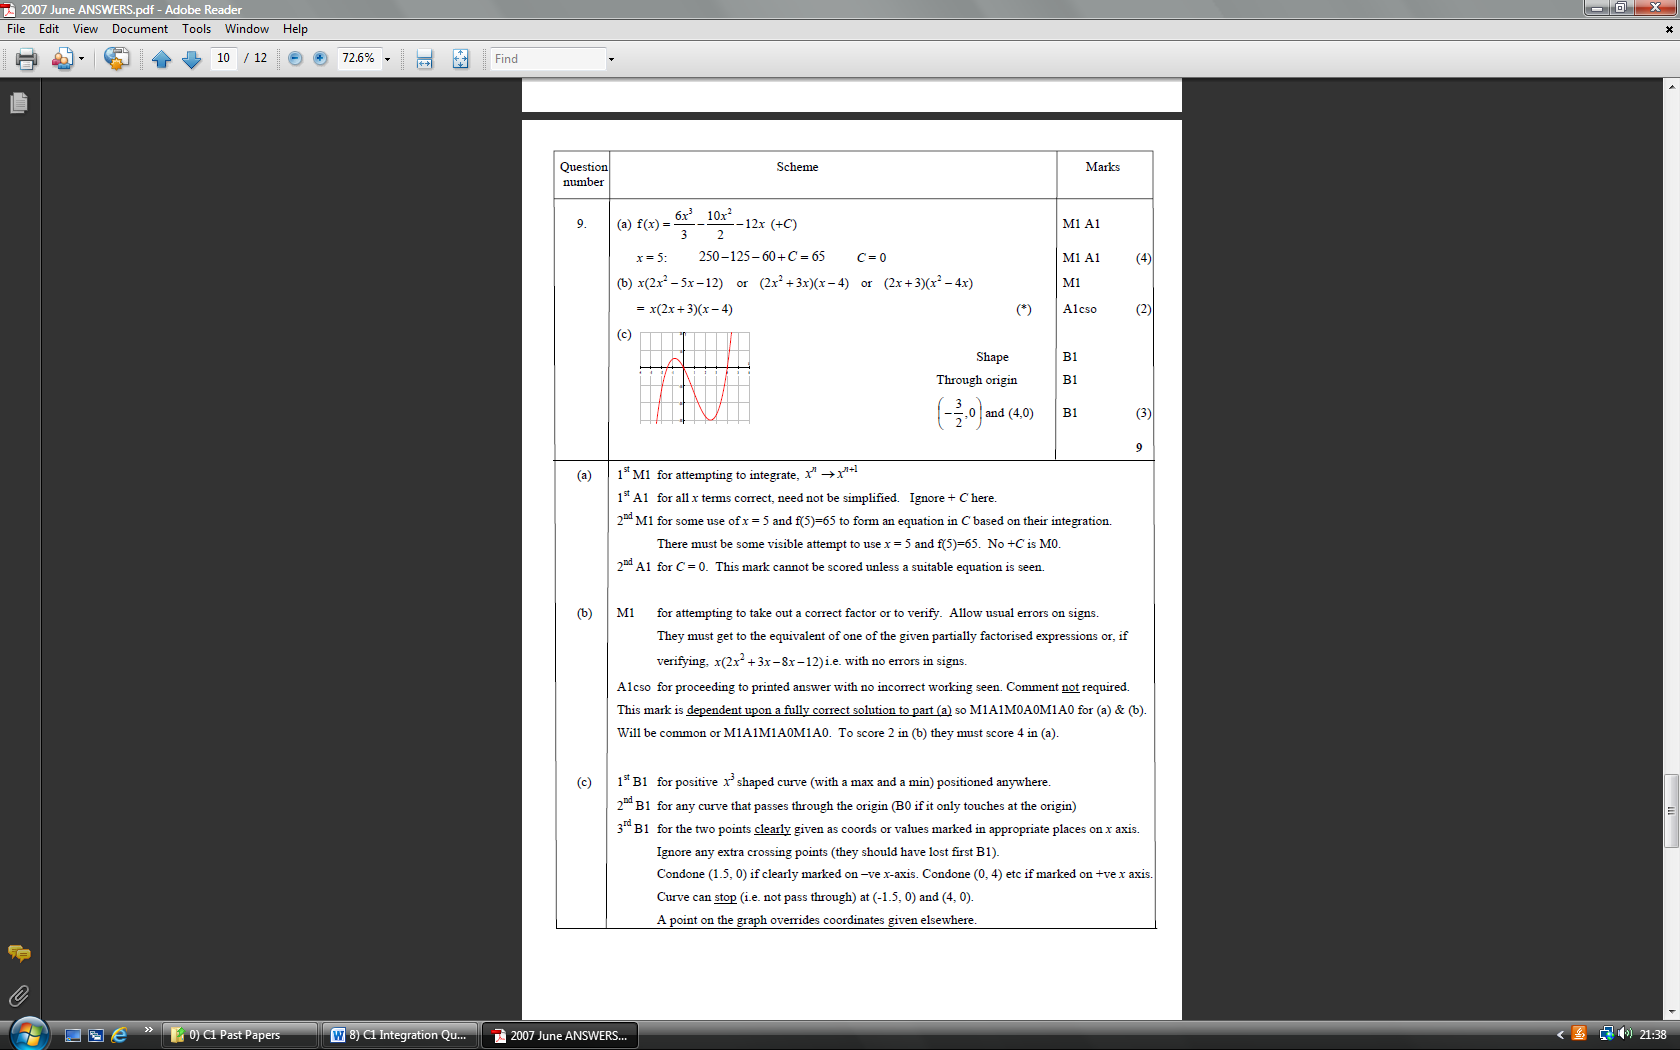 2007 June ANSWERS.pdf - Adobe Reader
File Edit View Document Tools Window Help
10 / 12 72.6% Find
Question number Scheme Marks
9. (a) f(x) = 6x³/3 − 10x²/2 − 12x (+C) M1 A1
x = 5: 250 − 125 − 60 + C = 65 C = 0 M1 A1 (4)
(b) x(2x² − 5x − 12) or (2x² + 3x)(x − 4) or (2x + 3)(x² − 4x) M1
= x(2x + 3)(x − 4) (*) A1cso (2)
(c)
Shape B1
Through origin B1
(−3/2, 0) and (4,0) B1 (3)
9
(a) 1st M1 for attempting to integrate, xⁿ → xⁿ⁺¹
1st A1 for all x terms correct, need not be simplified. Ignore + C here.
2nd M1 for some use of x = 5 and f(5)=65 to form an equation in C based on their integration.
There must be some visible attempt to use x = 5 and f(5)=65. No +C is M0.
2nd A1 for C = 0. This mark cannot be scored unless a suitable equation is seen.
(b) M1 for attempting to take out a correct factor or to verify. Allow usual errors on signs.
They must get to the equivalent of one of the given partially factorised expressions or, if
verifying, x(2x² + 3x − 8x − 12) i.e. with no errors in signs.
A1cso for proceeding to printed answer with no incorrect working seen. Comment not required.
This mark is dependent upon a fully correct solution to part (a) so M1A1M0A0M1A0 for (a) & (b).
Will be common or M1A1M1A0M1A0. To score 2 in (b) they must score 4 in (a).
(c) 1st B1 for positive x³ shaped curve (with a max and a min) positioned anywhere.
2nd B1 for any curve that passes through the origin (B0 if it only touches at the origin)
3rd B1 for the two points clearly given as coords or values marked in appropriate places on x axis.
Ignore any extra crossing points (they should have lost first B1).
Condone (1.5, 0) if clearly marked on –ve x-axis. Condone (0, 4) etc if marked on +ve x axis.
Curve can stop (i.e. not pass through) at (-1.5, 0) and (4, 0).
A point on the graph overrides coordinates given elsewhere.
0) C1 Past Papers 8) C1 Integration Qu... 2007 June ANSWERS... 21:38